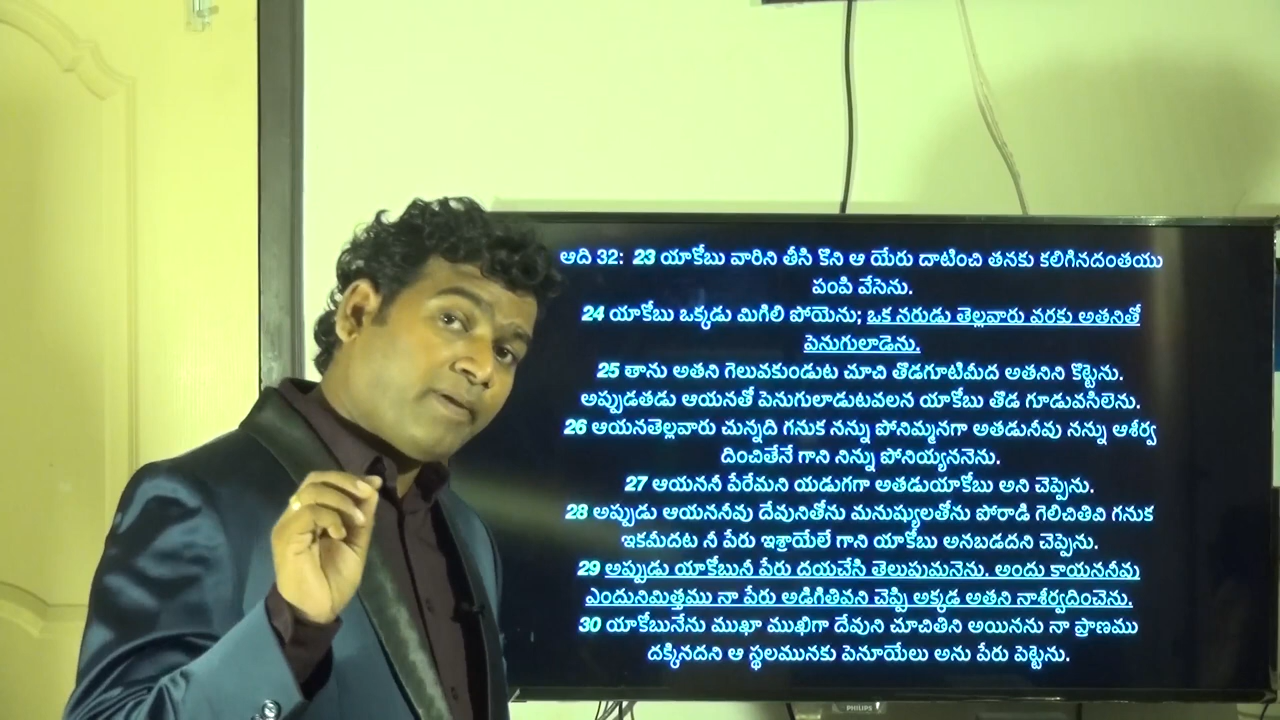 ఆది 32: 23 యాకోబు వారిని తీసి కొని ఆ యేరు దాటించి తనకు కలిగినదంతయు
పంపి వేసెను.
24 యాకోబు ఒక్కడు మిగిలి పోయెను; ఒక నరుడు తెల్లవారు వరకు అతనితో
పెనుగులాడెను.
25 తాను అతని గెలువకుండుట చూచి తొడగూటిమీద అతనిని కొట్టెను.
అప్పుడతడు ఆయనతో పెనుగులాడుటవలన యాకోబు తొడ గూడువసిలెను.
26 ఆయనతెల్లవారు చున్నది గనుక నన్ను పోనిమ్మనగా అతడునీవు నన్ను ఆశీర్వ
దించితేనే గాని నిన్ను పోనియ్యననెను.
27 ఆయననీ పేరేమని యడుగగా అతడుయాకోబు అని చెప్పెను.
28 అప్పుడు ఆయననీవు దేవునితోను మనుష్యులతోను పోరాడి గెలిచితివి గనుక
ఇకమీదట నీ పేరు ఇశ్రాయేలే గాని యాకోబు అనబడదని చెప్పెను.
29 అప్పుడు యాకోబునీ పేరు దయచేసి తెలుపుమనెను. అందు కాయననీవు
ఎందునిమిత్తము నా పేరు అడిగితివని చెప్పి అక్కడ అతని నాశీర్వదించెను.
30 యాకోబునేను ముఖా ముఖిగా దేవుని చూచితిని అయినను నా ప్రాణము
దక్కినదని ఆ స్థలమునకు పెనూయేలు అను పేరు పెట్టెను.
PHILIPS